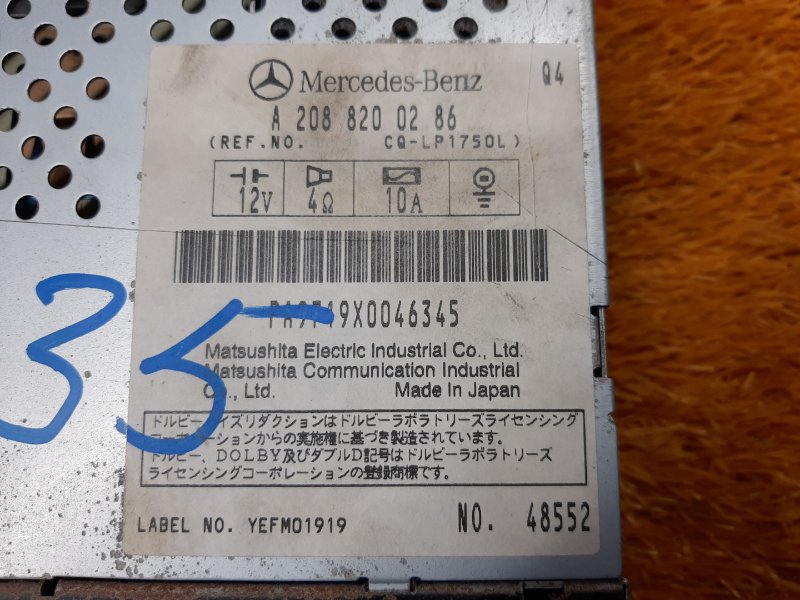 Mercedes-Benz Q4
A 208 820 02 86
(REF.NO. CQ-LP1750L)
12V 4Ω 10A
PA9T19X0046345
Matsushita Electric Industrial Co., Ltd.
Matsushita Communication Industrial
Co., Ltd. Made In Japan
35
ドルビーノイズリダクションはドルビーラボラトリーズライセンシング
コーポレーションからの実施権に基づき製造されています。
ドルビー、DOLBY及びダブルD記号はドルビーラボラトリーズ
ライセンシングコーポレーションの登録商標です。
LABEL NO. YEFM01919 NO. 48552